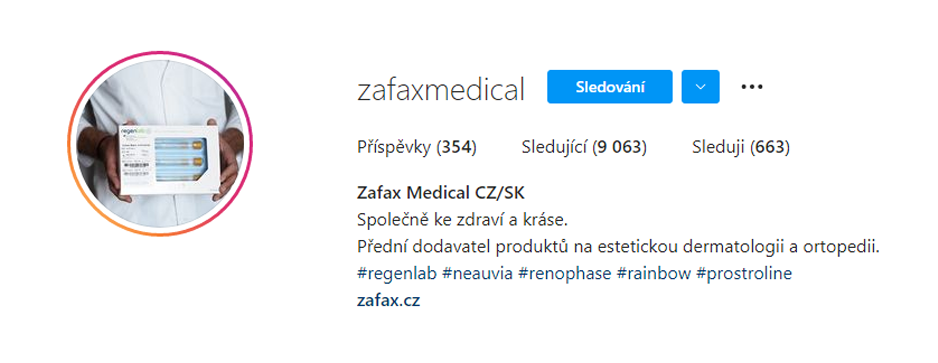 regenlab
zafaxmedical
Sledování
Příspěvky (354) Sledující (9 063) Sleduji (663)
Zafax Medical CZ/SK
Společně ke zdraví a kráse.
Přední dodavatel produktů na estetickou dermatologii a ortopedii.
#regenlab #neauvia #renophase #rainbow #prostroline
zafax.cz